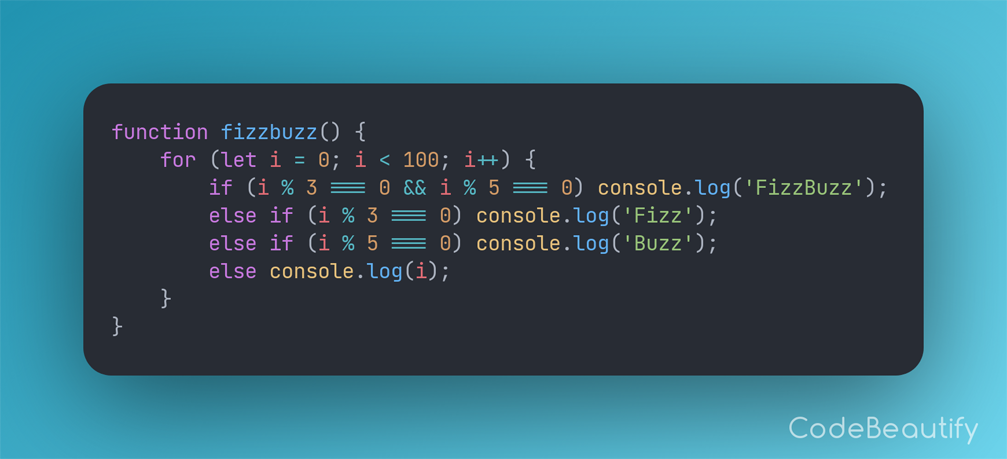 function fizzbuzz() {
    for (let i = 0; i < 100; i++) {
        if (i % 3 === 0 && i % 5 === 0) console.log('FizzBuzz');
        else if (i % 3 === 0) console.log('Fizz');
        else if (i % 5 === 0) console.log('Buzz');
        else console.log(i);
    }
}
CodeBeautify